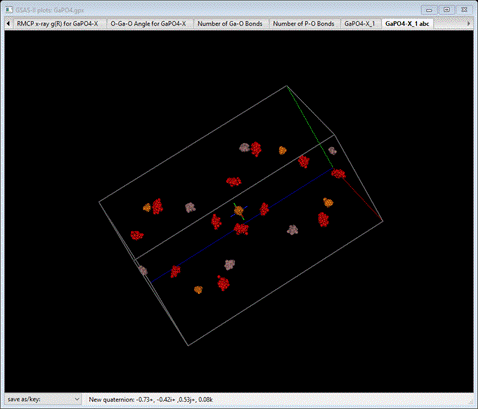 GSAS-II plots: GaPO4.gpx
RMCP x-ray g(R) for GaPO4-X
O-Ga-O Angle for GaPO4-X
Number of Ga-O Bonds
Number of P-O Bonds
GaPO4-X_1
GaPO4-X_1 abc
save as/key:
New quaternion: -0.73+, -0.42i+ ,0.53j+, 0.08k